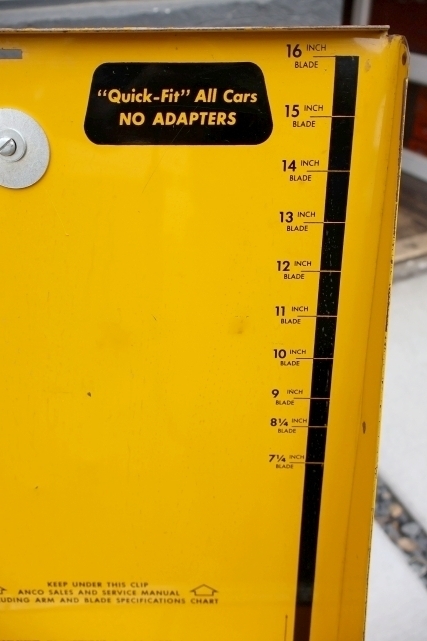 "Quick-Fit" All Cars
NO ADAPTERS
16 INCH
BLADE
15 INCH
BLADE
14 INCH
BLADE
13 INCH
BLADE
12 INCH
BLADE
11 INCH
BLADE
10 INCH
BLADE
9 INCH
BLADE
8¼ INCH
BLADE
7¼ INCH
BLADE
KEEP UNDER THIS CLIP
ANCO SALES AND SERVICE MANUAL
UDING ARM AND BLADE SPECIFICATIONS CHART